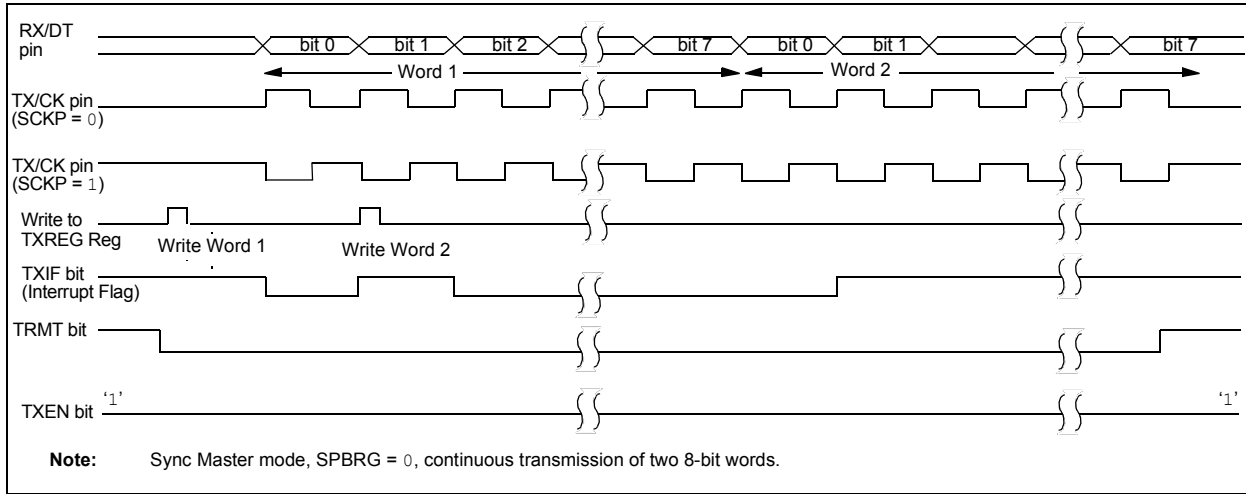 RX/DT
pin
bit 0 bit 1 bit 2 bit 7 bit 0 bit 1 bit 7
Word 1 Word 2
TX/CK pin
(SCKP = 0)
TX/CK pin
(SCKP = 1)
Write to
TXREG Reg
Write Word 1 Write Word 2
TXIF bit
(Interrupt Flag)
TRMT bit
‘1’ ‘1’
TXEN bit
Note: Sync Master mode, SPBRG = 0, continuous transmission of two 8-bit words.